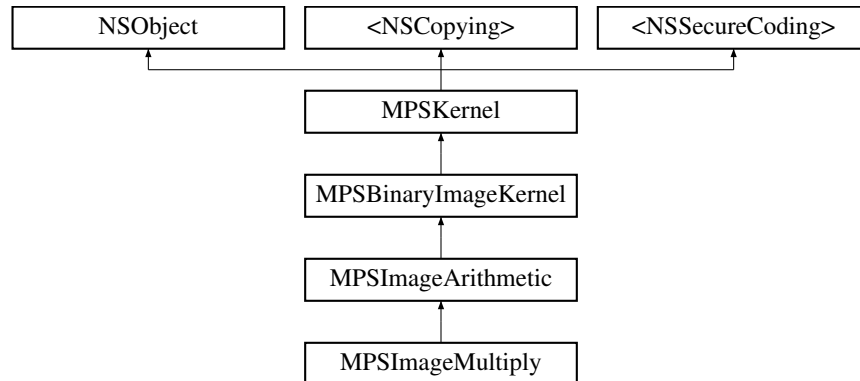 NSObject
<NSCopying>
<NSSecureCoding>
MPSKernel
MPSBinaryImageKernel
MPSImageArithmetic
MPSImageMultiply